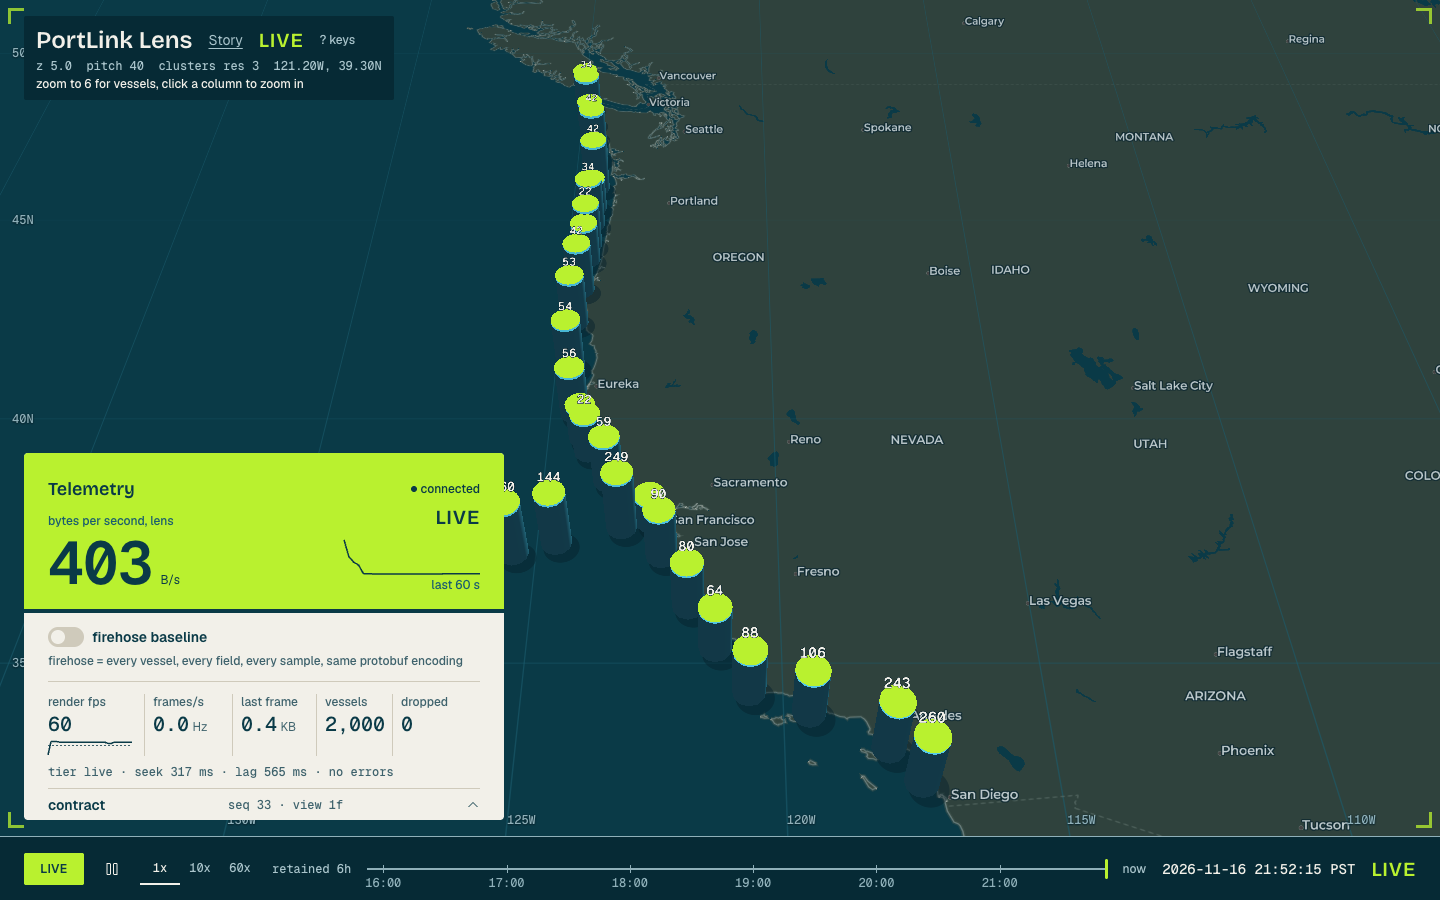 PortLink Lens Story LIVE ? keys
z 5.0 pitch 40 clusters res 3 121.20W, 39.30N
zoom to 6 for vessels, click a column to zoom in
Calgary
Regina
Vancouver
Victoria
Seattle
Spokane
MONTANA
Helena
42
34
Portland
22
45N
OREGON
Boise
IDAHO
WYOMING
53
54
56
Eureka
Salt Lake City
22
40N
59
Reno
NEVADA
UTAH
COLO
249
144
Sacramento
90
San Francisco
San Jose
80
Fresno
64
Las Vegas
88
106
Flagstaff
243
260
ARIZONA
Phoenix
San Diego
Tucson
125W
120W
115W
110W
Telemetry
connected
bytes per second, lens
LIVE
403 B/s
last 60 s
firehose baseline
firehose = every vessel, every field, every sample, same protobuf encoding
render fps frames/s last frame vessels dropped
60 0.0 Hz 0.4 KB 2,000 0
tier live · seek 317 ms · lag 565 ms · no errors
contract seq 33 · view 1f
LIVE 1x 10x 60x retained 6h now 2026-11-16 21:52:15 PST LIVE
16:00 17:00 18:00 19:00 20:00 21:00